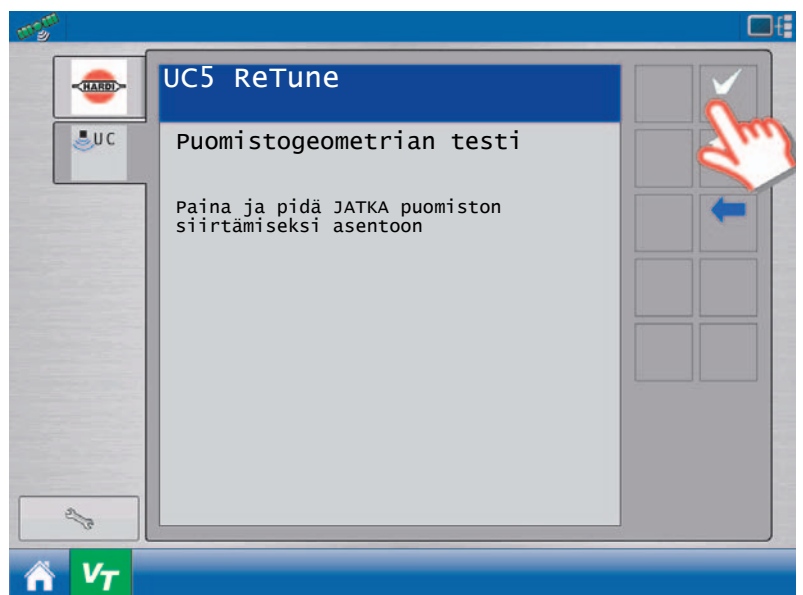 HARDI
UC5 ReTune
UC
Puomistogeometrian testi
Paina ja pidä JATKA puomiston
siirtämiseksi asentoon
VT